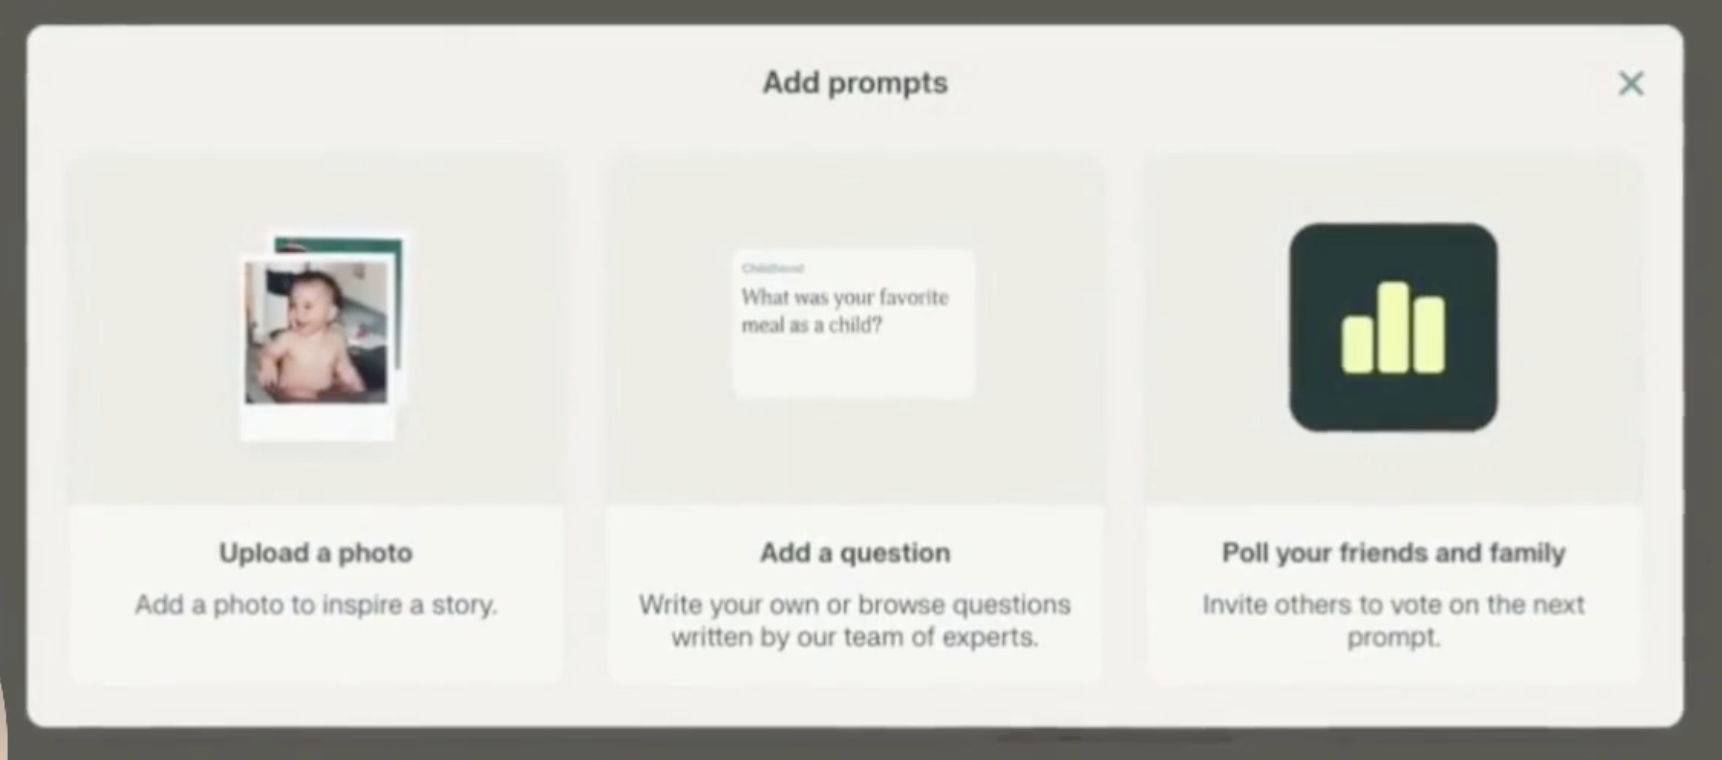 Add prompts
Childhood
What was your favorite
meal as a child?
Upload a photo
Add a photo to inspire a story.
Add a question
Write your own or browse questions
written by our team of experts.
Poll your friends and family
Invite others to vote on the next
prompt.